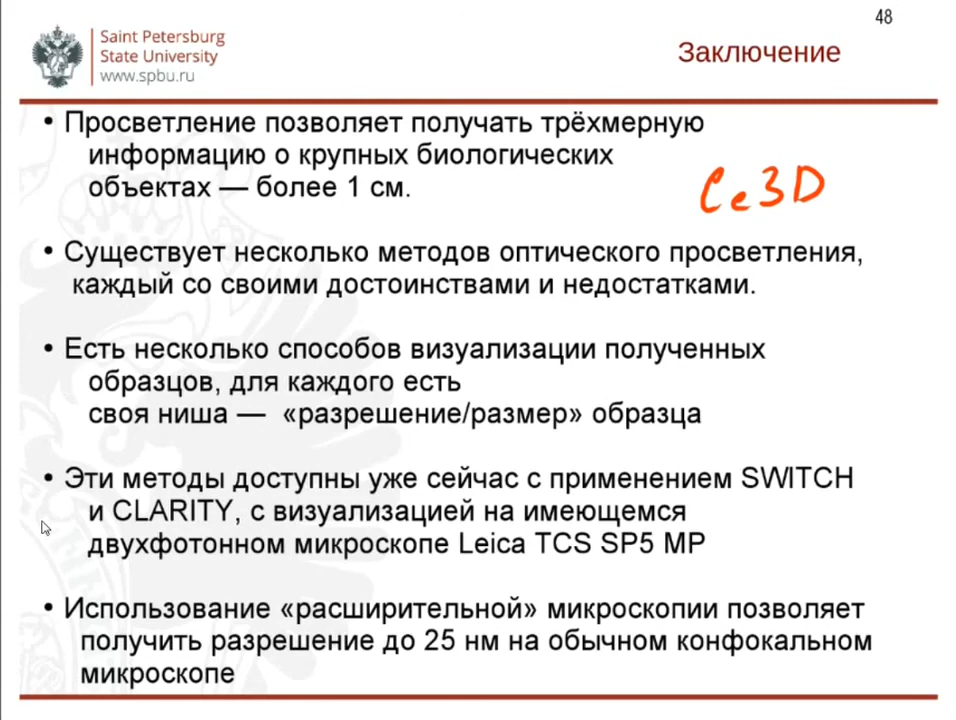 48
Saint Petersburg
State University
www.spbu.ru
Заключение
• Просветление позволяет получать трёхмерную
информацию о крупных биологических
объектах — более 1 см.
Ce3D
• Существует несколько методов оптического просветления,
каждый со своими достоинствами и недостатками.
• Есть несколько способов визуализации полученных
образцов, для каждого есть
своя ниша — «разрешение/размер» образца
• Эти методы доступны уже сейчас с применением SWITCH
и CLARITY, с визуализацией на имеющемся
двухфотонном микроскопе Leica TCS SP5 MP
• Использование «расширительной» микроскопии позволяет
получить разрешение до 25 нм на обычном конфокальном
микроскопе